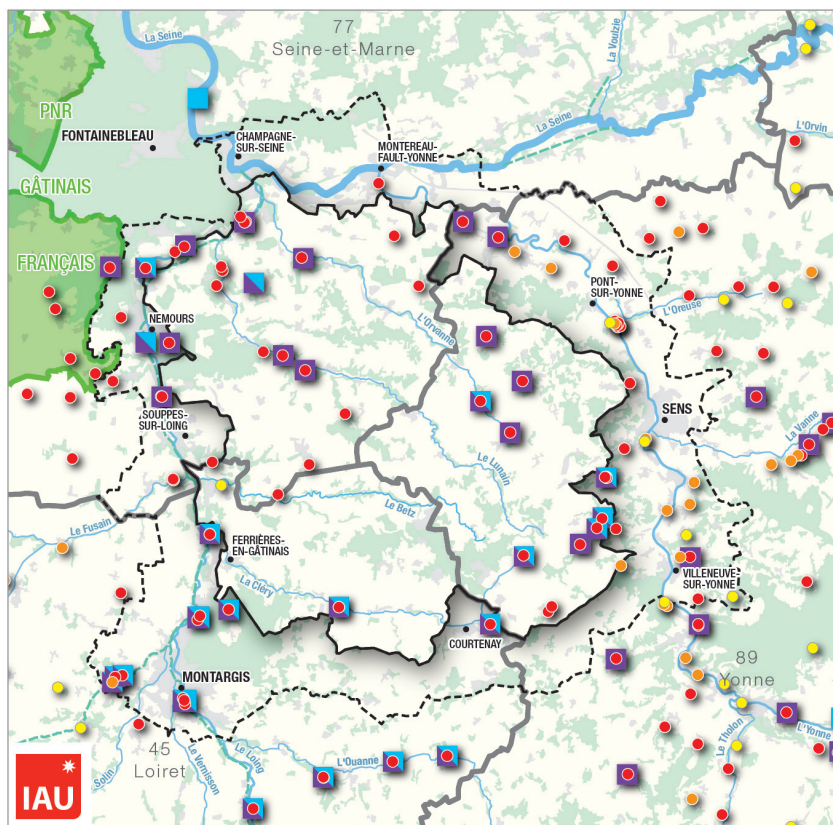 77
Seine-et-Marne
La Seine
La Voulzie
PNR
FONTAINEBLEAU
CHAMPAGNE-
SUR-SEINE
MONTEREAU-
FAULT-YONNE
La Seine
L'Orvin
GÂTINAIS
FRANÇAIS
PONT-
SUR-YONNE
L'Oreuse
NEMOURS
L'Orvanne
SOUPPES-
SUR-LOING
SENS
La Vanne
Le Lunain
Le Betz
Le Fusain
FERRIÈRES-
EN-GÂTINAIS
La Cléry
VILLENEUVE-
SUR-YONNE
COURTENAY
MONTARGIS
89
Yonne
L'Yonne
Le Tholon
45
Loiret
Solin
Le Vernisson
Le Loing
L'Ouanne
IAU